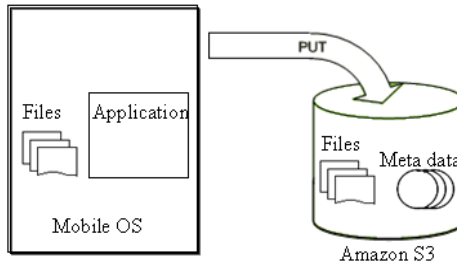 PUT
Files
Application
Files
Meta data
Mobile OS
Amazon S3